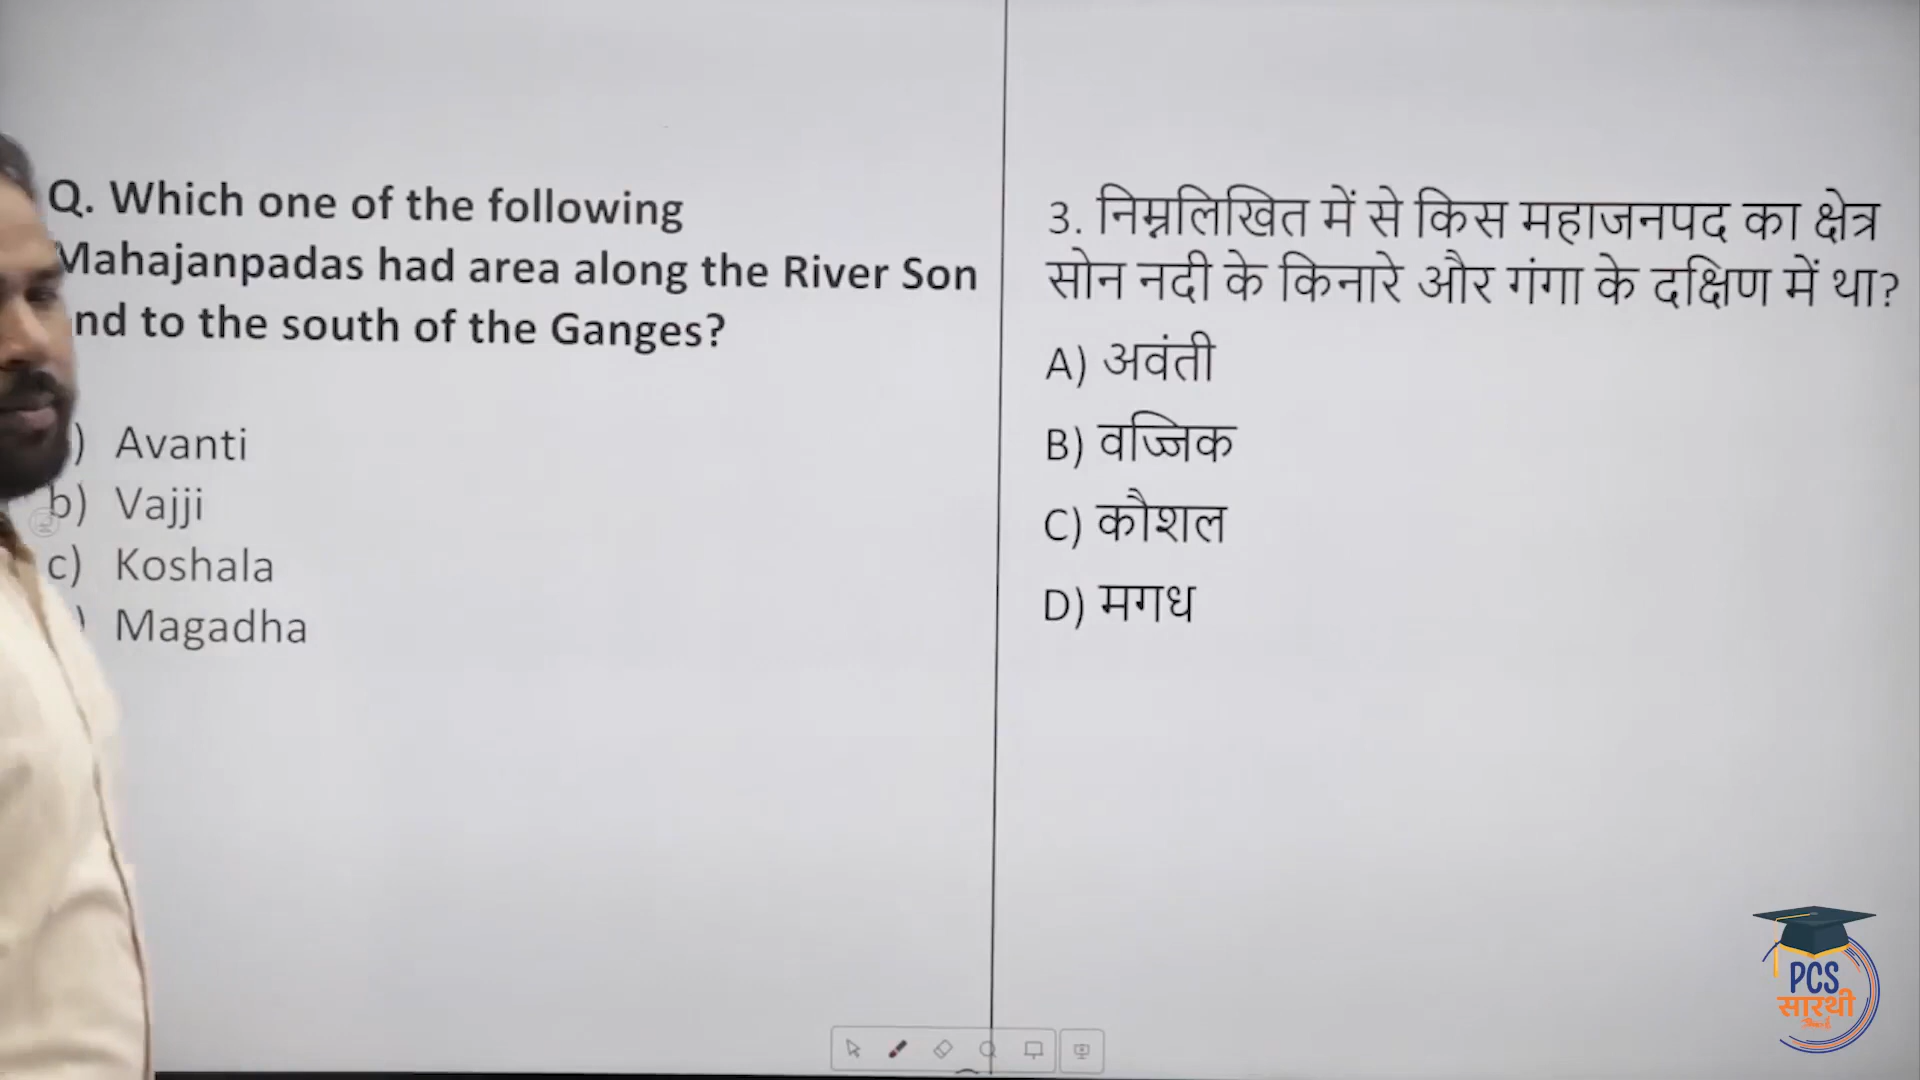 Q. Which one of the following
Mahajanpadas had area along the River Son
nd to the south of the Ganges?
) Avanti
b) Vajji
c) Koshala
) Magadha
3. निम्नलिखित में से किस महाजनपद का क्षेत्र
सोन नदी के किनारे और गंगा के दक्षिण में था?
A) अवंती
B) वज्जिक
C) कौशल
D) मगध
PCS
सारथी